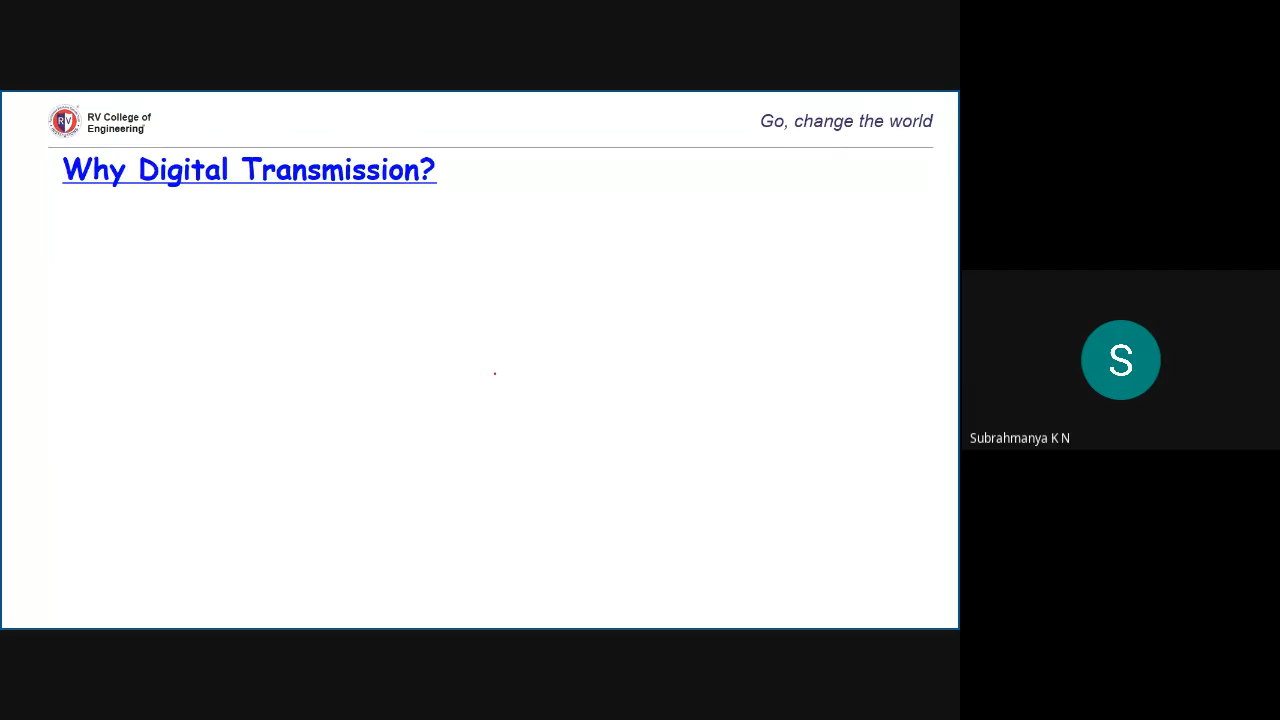 RV College of
Engineering
Go, change the world
Why Digital Transmission?
S
Subrahmanya K N